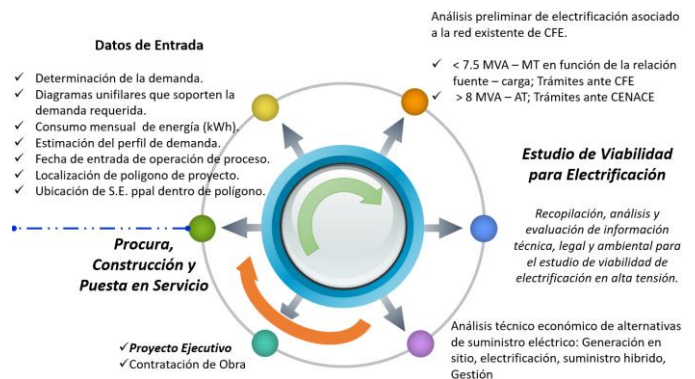 Datos de Entrada
✓ Determinación de la demanda.
✓ Diagramas unifilares que soporten la
demanda requerida.
✓ Consumo mensual de energía (kWh).
✓ Estimación del perfil de demanda.
✓ Fecha de entrada de operación de proceso.
✓ Localización de poligono de proyecto.
✓ Ubicación de S.E. ppal dentro de polígono.
Análisis preliminar de electrificación asociado
a la red existente de CFE.
✓ < 7.5 MVA – MT en función de la relación
fuente – carga; Trámites ante CFE
✓ > 8 MVA – AT; Trámites ante CENACE
Estudio de Viabilidad
para Electrificación
Recopilación, análisis y
evaluación de información
técnica, legal y ambiental para
el estudio de viabilidad de
electrificación en alta tensión.
Análisis técnico económico de alternativas
de suministro eléctrico: Generación en
sitio, electrificación, suministro hibrido,
Gestión
Procura,
Construcción y
Puesta en Servicio
✓Proyecto Ejecutivo
✓Contratación de Obra